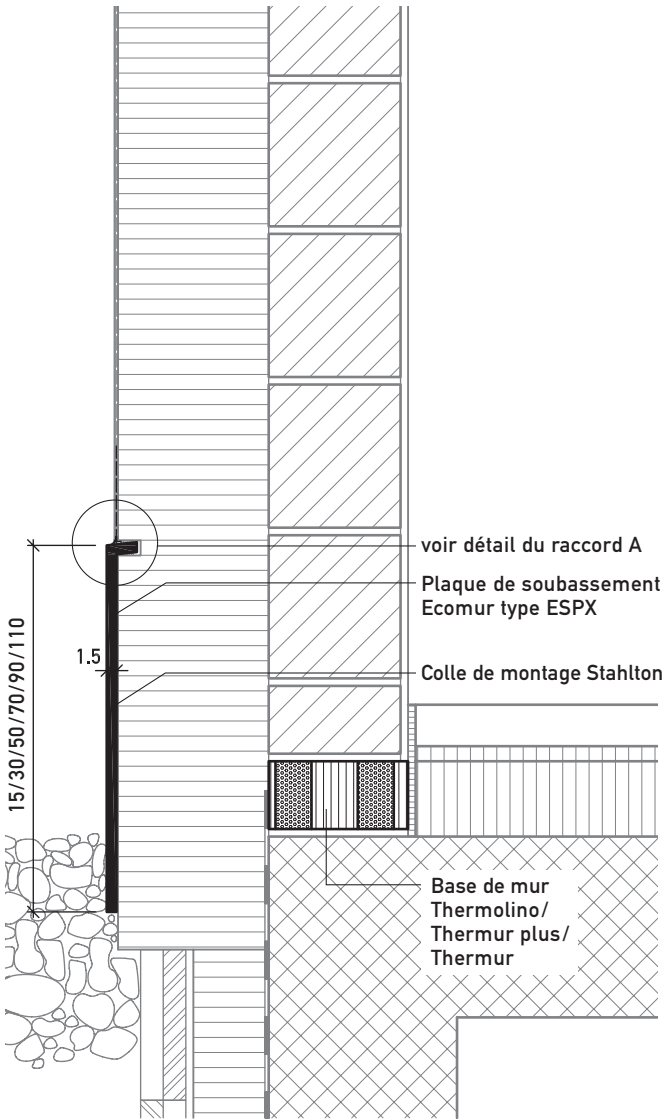 voir détail du raccord A
Plaque de soubassement
Ecomur type ESPX
1.5
Colle de montage Stahlton
15/30/50/70/90/110
Base de mur
Thermolino/
Thermur plus/
Thermur